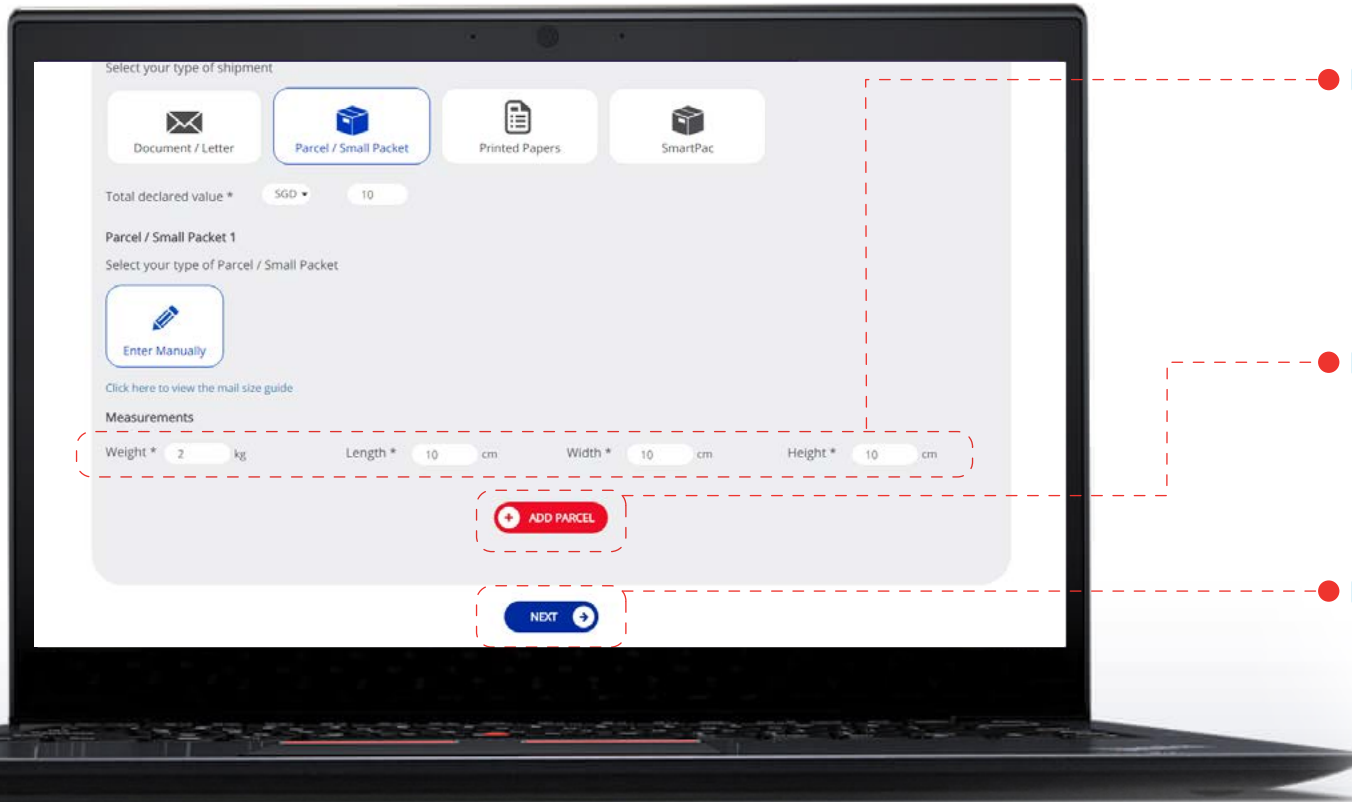 Select your type of shipment
Document / Letter Parcel / Small Packet Printed Papers SmartPac
Total declared value * SGD 10
Parcel / Small Packet 1
Select your type of Parcel / Small Packet
Enter Manually
Click here to view the mail size guide
Measurements
Weight * 2 kg Length * 10 cm Width * 10 cm Height * 10 cm
+ ADD PARCEL
NEXT